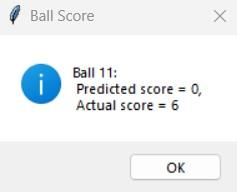 Ball Score
Ball 11:
Predicted score = 0,
Actual score = 6
OK